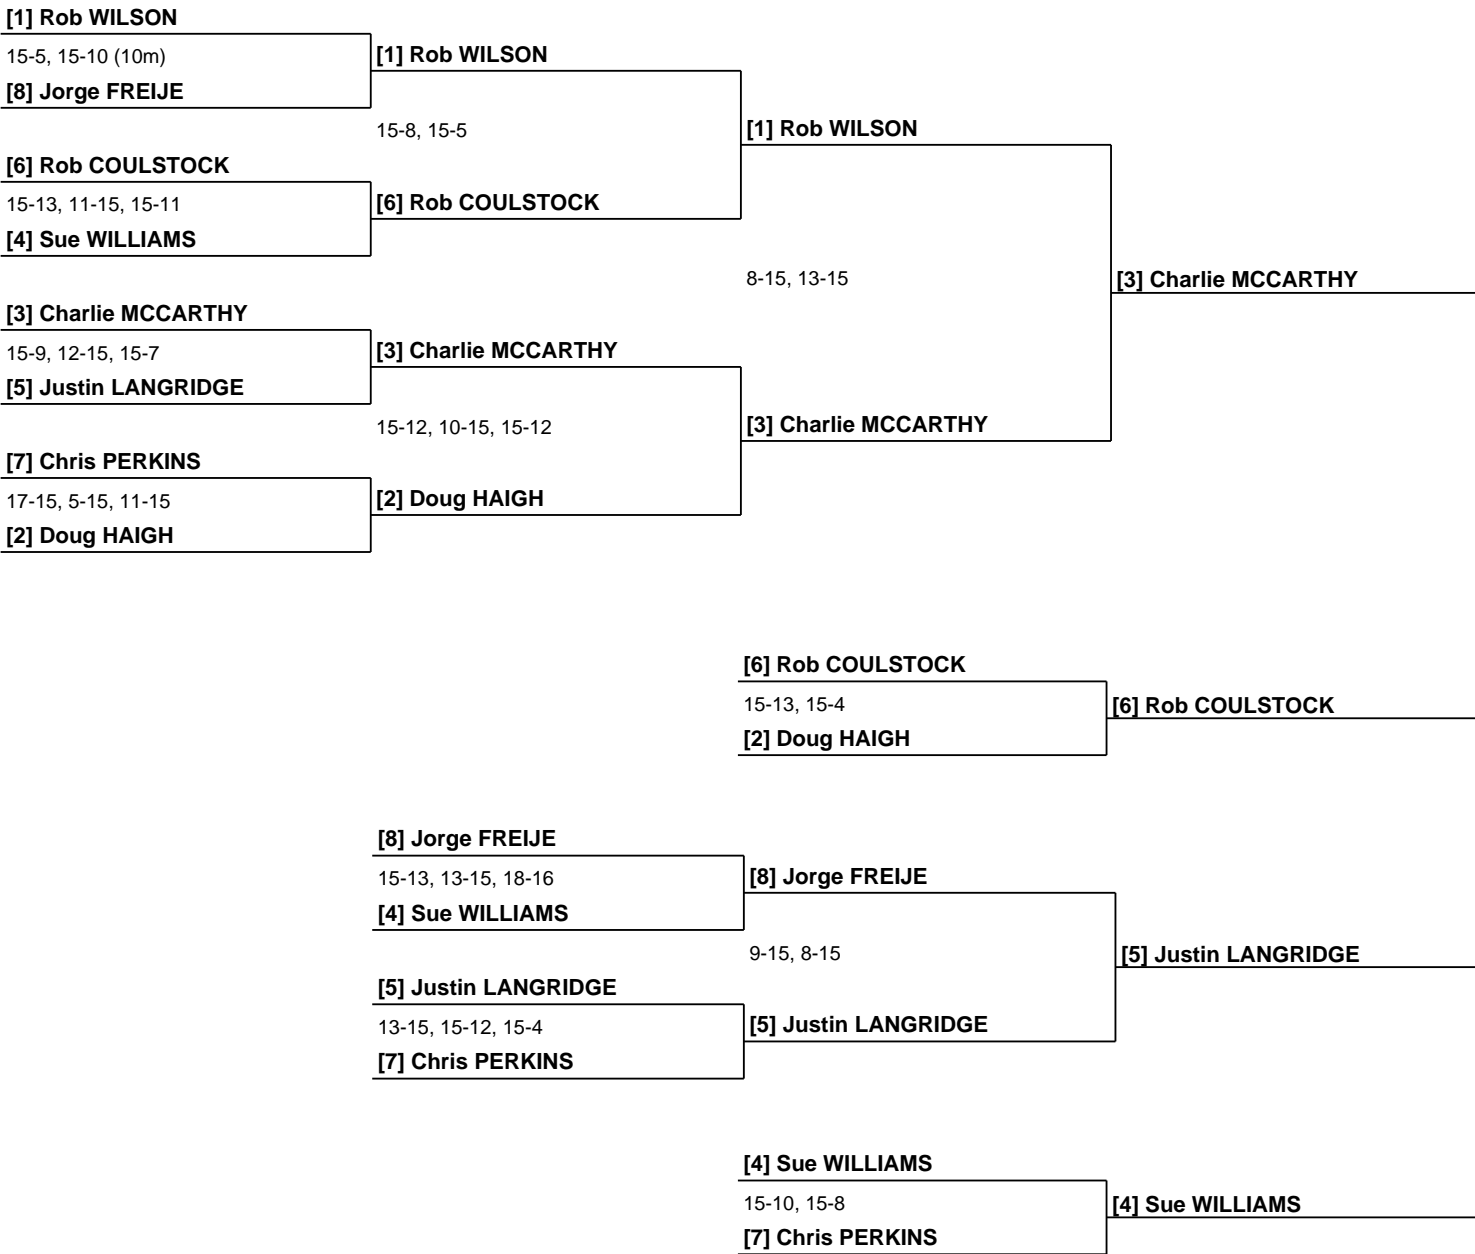 [1] Rob WILSON
15-5, 15-10 (10m)
[1] Rob WILSON
[8] Jorge FREIJE
15-8, 15-5
[1] Rob WILSON
[6] Rob COULSTOCK
15-13, 11-15, 15-11
[6] Rob COULSTOCK
[4] Sue WILLIAMS
8-15, 13-15
[3] Charlie MCCARTHY
[3] Charlie MCCARTHY
15-9, 12-15, 15-7
[3] Charlie MCCARTHY
[5] Justin LANGRIDGE
15-12, 10-15, 15-12
[3] Charlie MCCARTHY
[7] Chris PERKINS
17-15, 5-15, 11-15
[2] Doug HAIGH
[2] Doug HAIGH
[6] Rob COULSTOCK
15-13, 15-4
[6] Rob COULSTOCK
[2] Doug HAIGH
[8] Jorge FREIJE
15-13, 13-15, 18-16
[8] Jorge FREIJE
[4] Sue WILLIAMS
9-15, 8-15
[5] Justin LANGRIDGE
[5] Justin LANGRIDGE
13-15, 15-12, 15-4
[5] Justin LANGRIDGE
[7] Chris PERKINS
[4] Sue WILLIAMS
15-10, 15-8
[4] Sue WILLIAMS
[7] Chris PERKINS